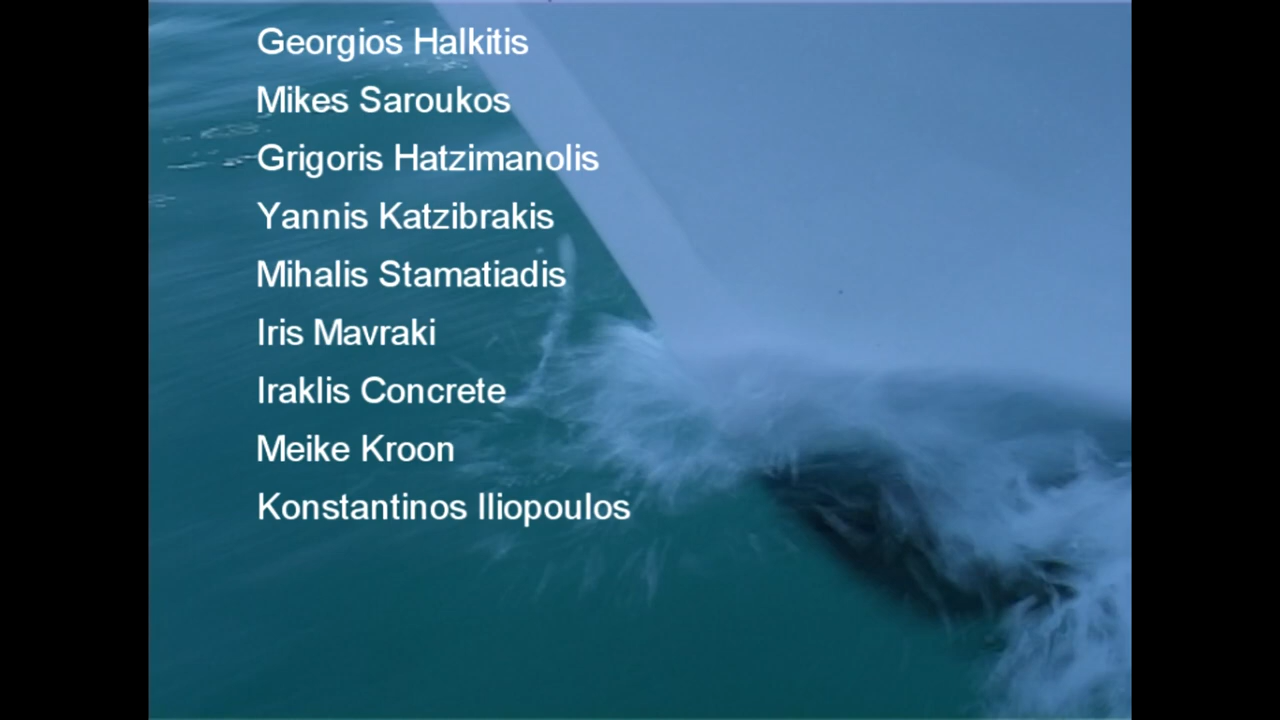 Georgios Halkitis
Mikes Saroukos
Grigoris Hatzimanolis
Yannis Katzibrakis
Mihalis Stamatiadis
Iris Mavraki
Iraklis Concrete
Meike Kroon
Konstantinos Iliopoulos